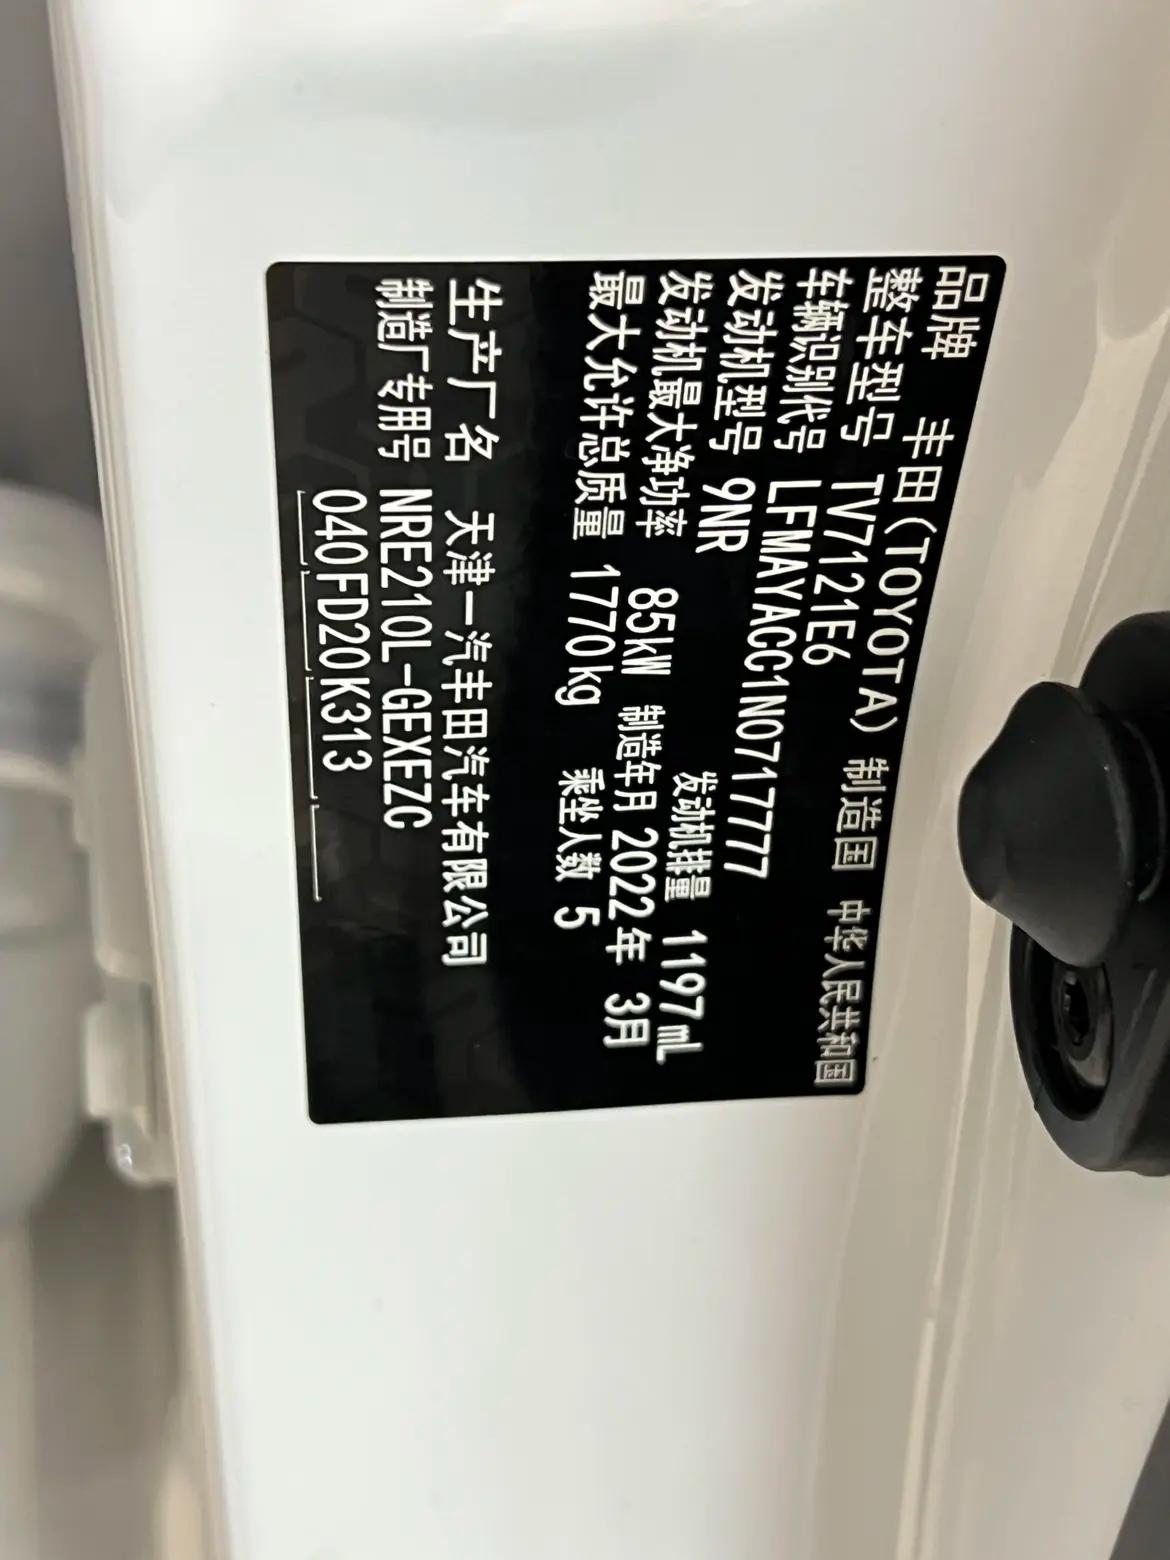 品牌 丰田(TOYOTA) 制造国 中华人民共和国
整车型号 TV7121E6
车辆识别代号 LFMAYACC1N0717777
发动机型号 9NR 发动机排量 1197mL
发动机最大净功率 85kW 制造年月 2022年 3月
最大允许总质量 1770kg 乘坐人数 5
生产厂名 天津一汽丰田汽车有限公司
制造厂专用号 NRE210L-GEXEZC
040FD20K313